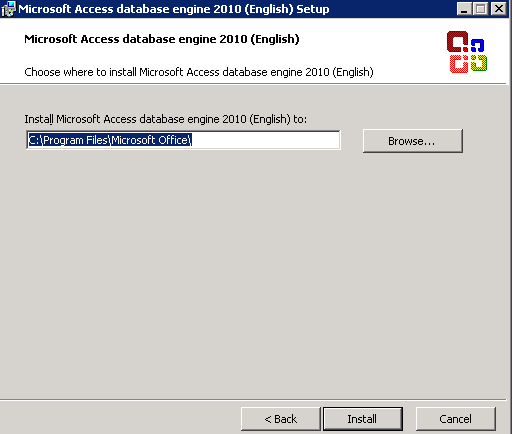 Microsoft Access database engine 2010 (English) Setup
Microsoft Access database engine 2010 (English)
Choose where to install Microsoft Access database engine 2010 (English)
Install Microsoft Access database engine 2010 (English) to:
C:\Program Files\Microsoft Office\
Browse...
< Back
Install
Cancel